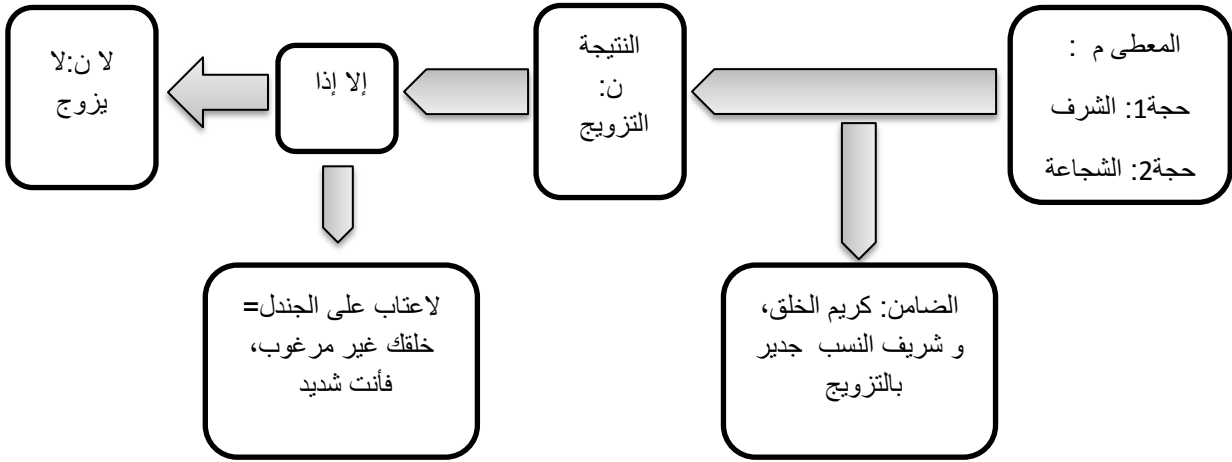 المعطى م :
حجة1: الشرف
حجة2: الشجاعة
النتيجة
ن:
التزويج
إلا إذا
لا ن:لا
يزوج
الضامن: كريم الخلق،
و شريف النسب جدير
بالتزويج
لاعتاب على الجندل=
خلقك غير مرغوب،
فأنت شديد